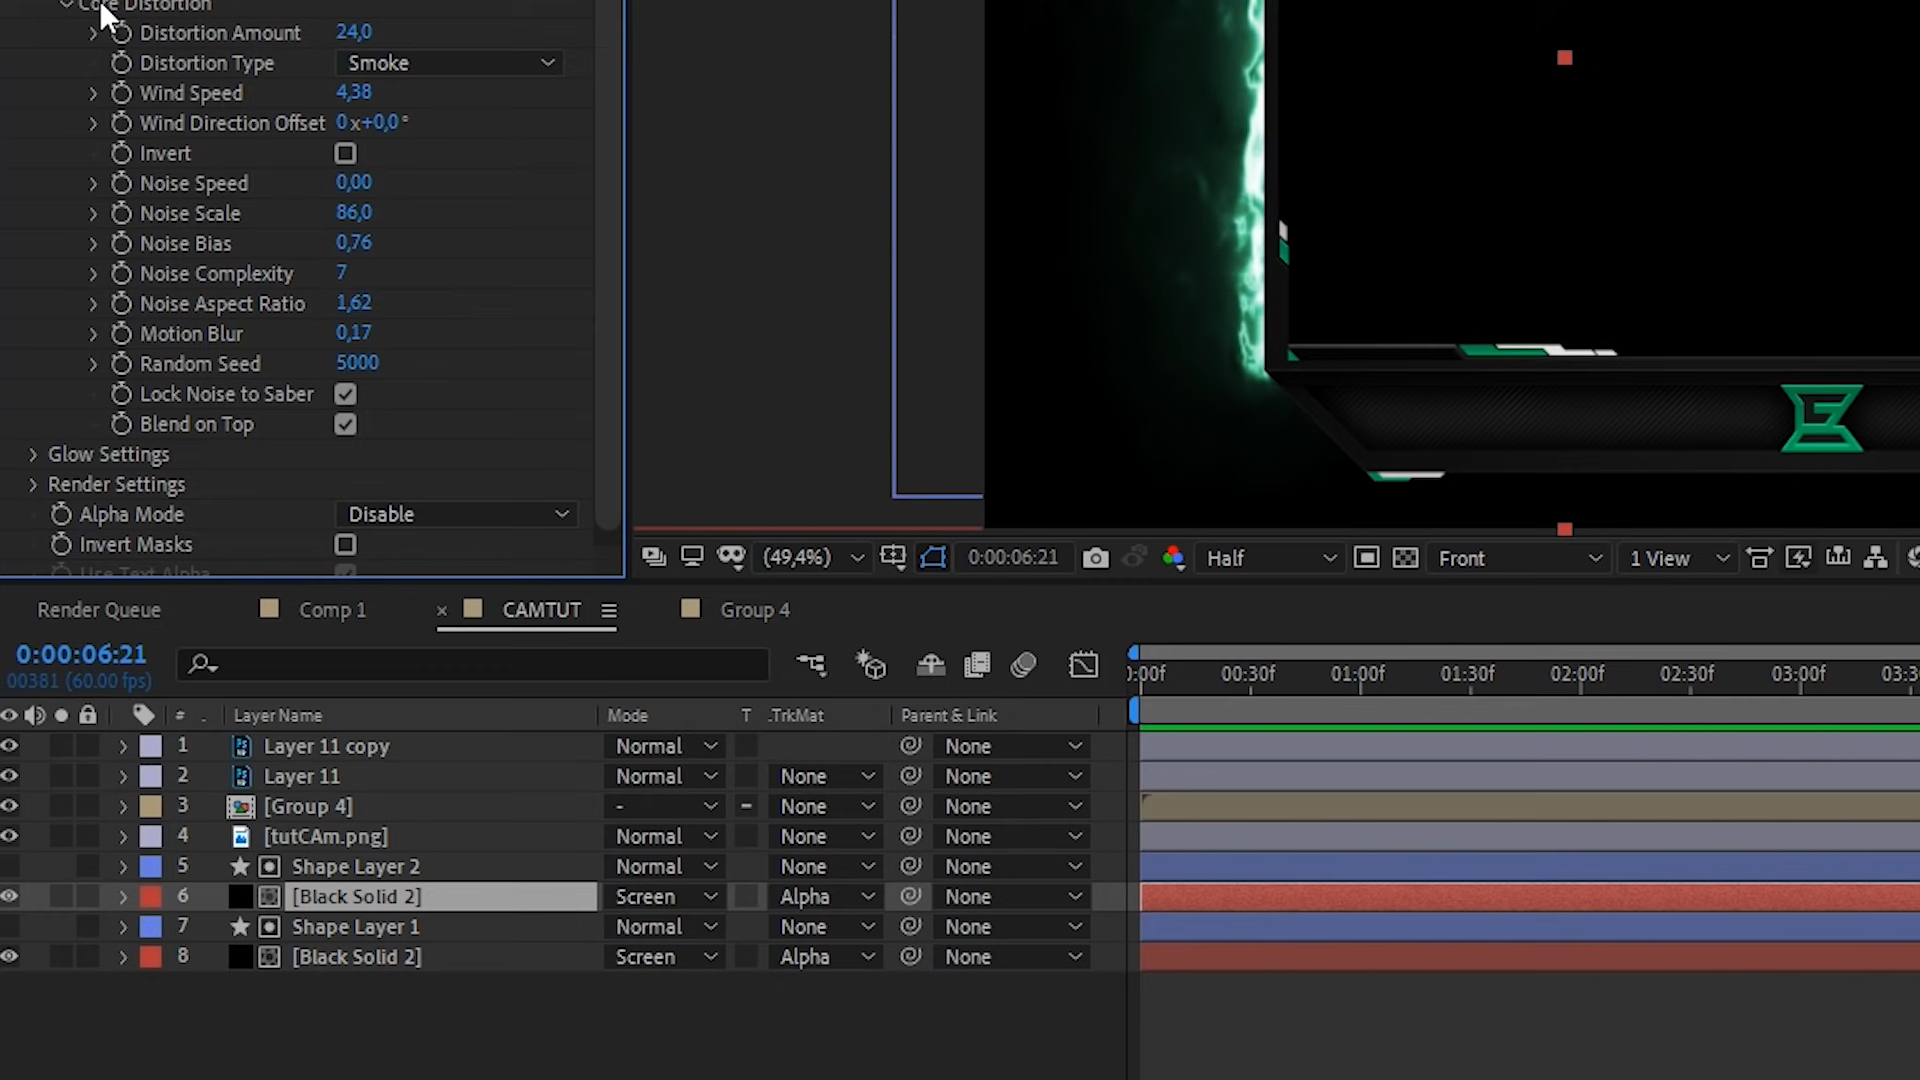 Core Distortion
Distortion Amount 24,0
Distortion Type Smoke
Wind Speed 4,38
Wind Direction Offset 0x+0,0°
Invert
Noise Speed 0,00
Noise Scale 86,0
Noise Bias 0,76
Noise Complexity 7
Noise Aspect Ratio 1,62
Motion Blur 0,17
Random Seed 5000
Lock Noise to Saber
Blend on Top
Glow Settings
Render Settings
Alpha Mode Disable
Invert Masks
Use Text Alpha
(49,4%) 0:00:06:21 Half Front 1 View
Render Queue Comp 1 × CAMTUT Group 4
0:00:06:21
00381 (60.00 fps)
00f 00:30f 01:00f 01:30f 02:00f 02:30f 03:00f 03:3
# Layer Name Mode T .TrkMat Parent & Link
1 Layer 11 copy Normal None
2 Layer 11 Normal None None
3 [Group 4] - None None
4 [tutCAm.png] Normal None None
5 Shape Layer 2 Normal None None
6 [Black Solid 2] Screen Alpha None
7 Shape Layer 1 Normal None None
8 [Black Solid 2] Screen Alpha None